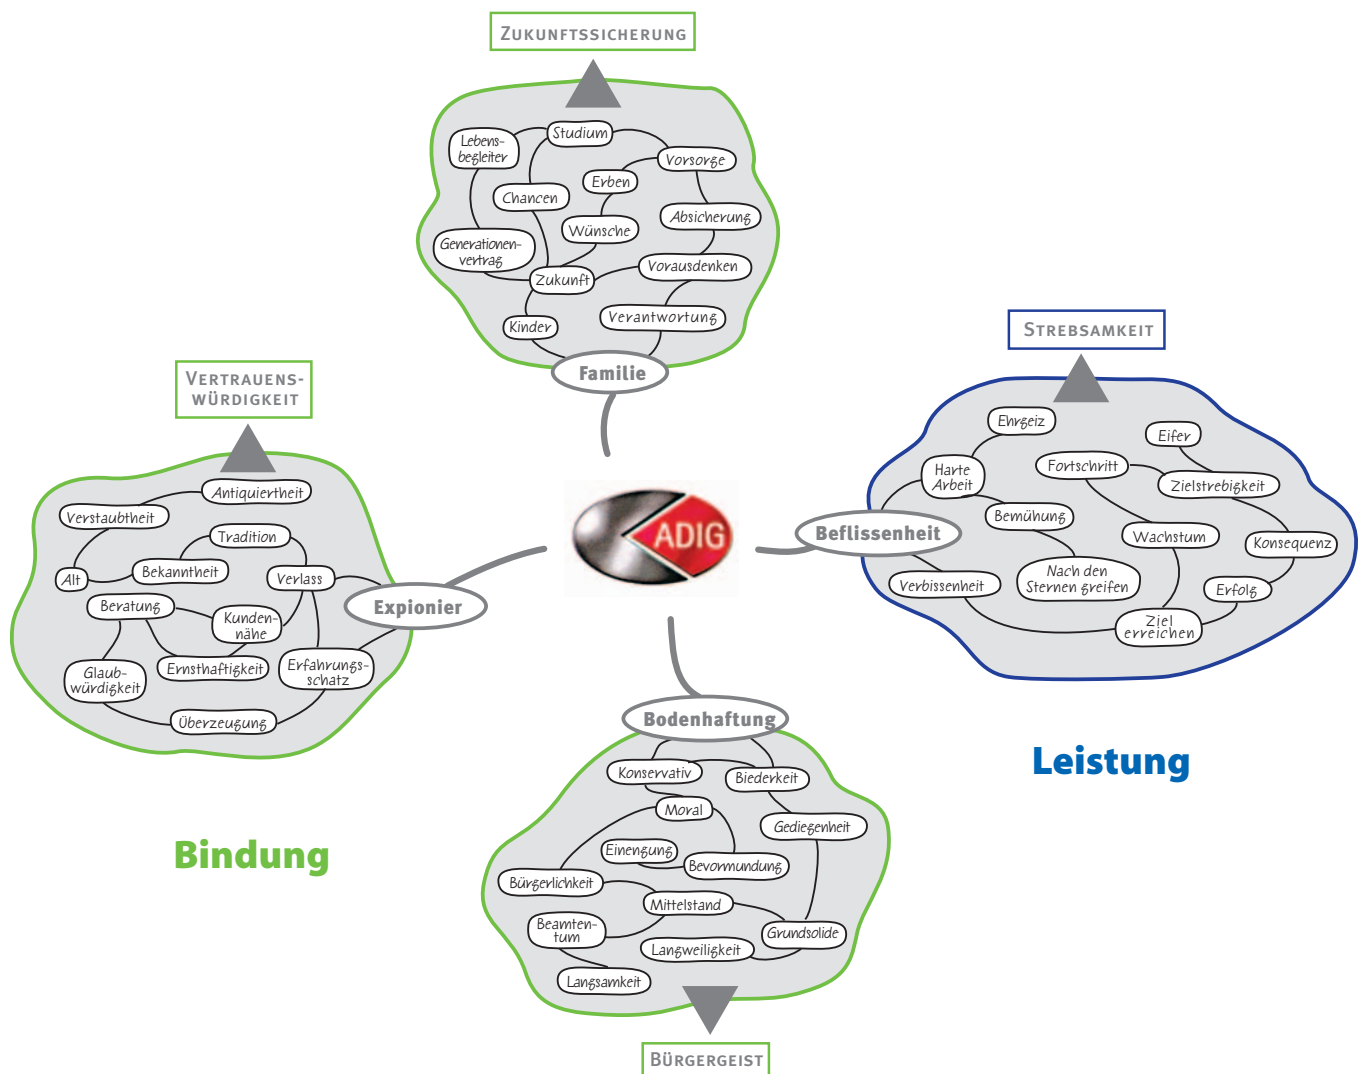 ZUKUNFTSSICHERUNG
Lebens-
begleiter
Studium
Vorsorge
Erben
Chancen
Absicherung
Wünsche
Generationen-
vertrag
Zukunft
Vorausdenken
Kinder
Verantwortung
Familie
VERTRAUENS-
WÜRDIGKEIT
Antiquiertheit
Verstaubtheit
Tradition
Alt
Bekanntheit
Verlass
Beratung
Kunden-
nähe
Expionier
Glaub-
würdigkeit
Ernsthaftigkeit
Erfahrungs-
schatz
Überzeugung
Bindung
ADIG
STREBSAMKEIT
Ehrgeiz
Eifer
Harte
Arbeit
Fortschritt
Zielstrebigkeit
Bemühung
Beflissenheit
Wachstum
Konsequenz
Verbissenheit
Nach den
Sternen greifen
Erfolg
Ziel
erreichen
Leistung
Bodenhaftung
Konservativ
Biederkeit
Moral
Gediegenheit
Einengung
Bevormundung
Bürgerlichkeit
Mittelstand
Beamten-
tum
Grundsolide
Langweiligkeit
Langsamkeit
BÜRGERGEIST